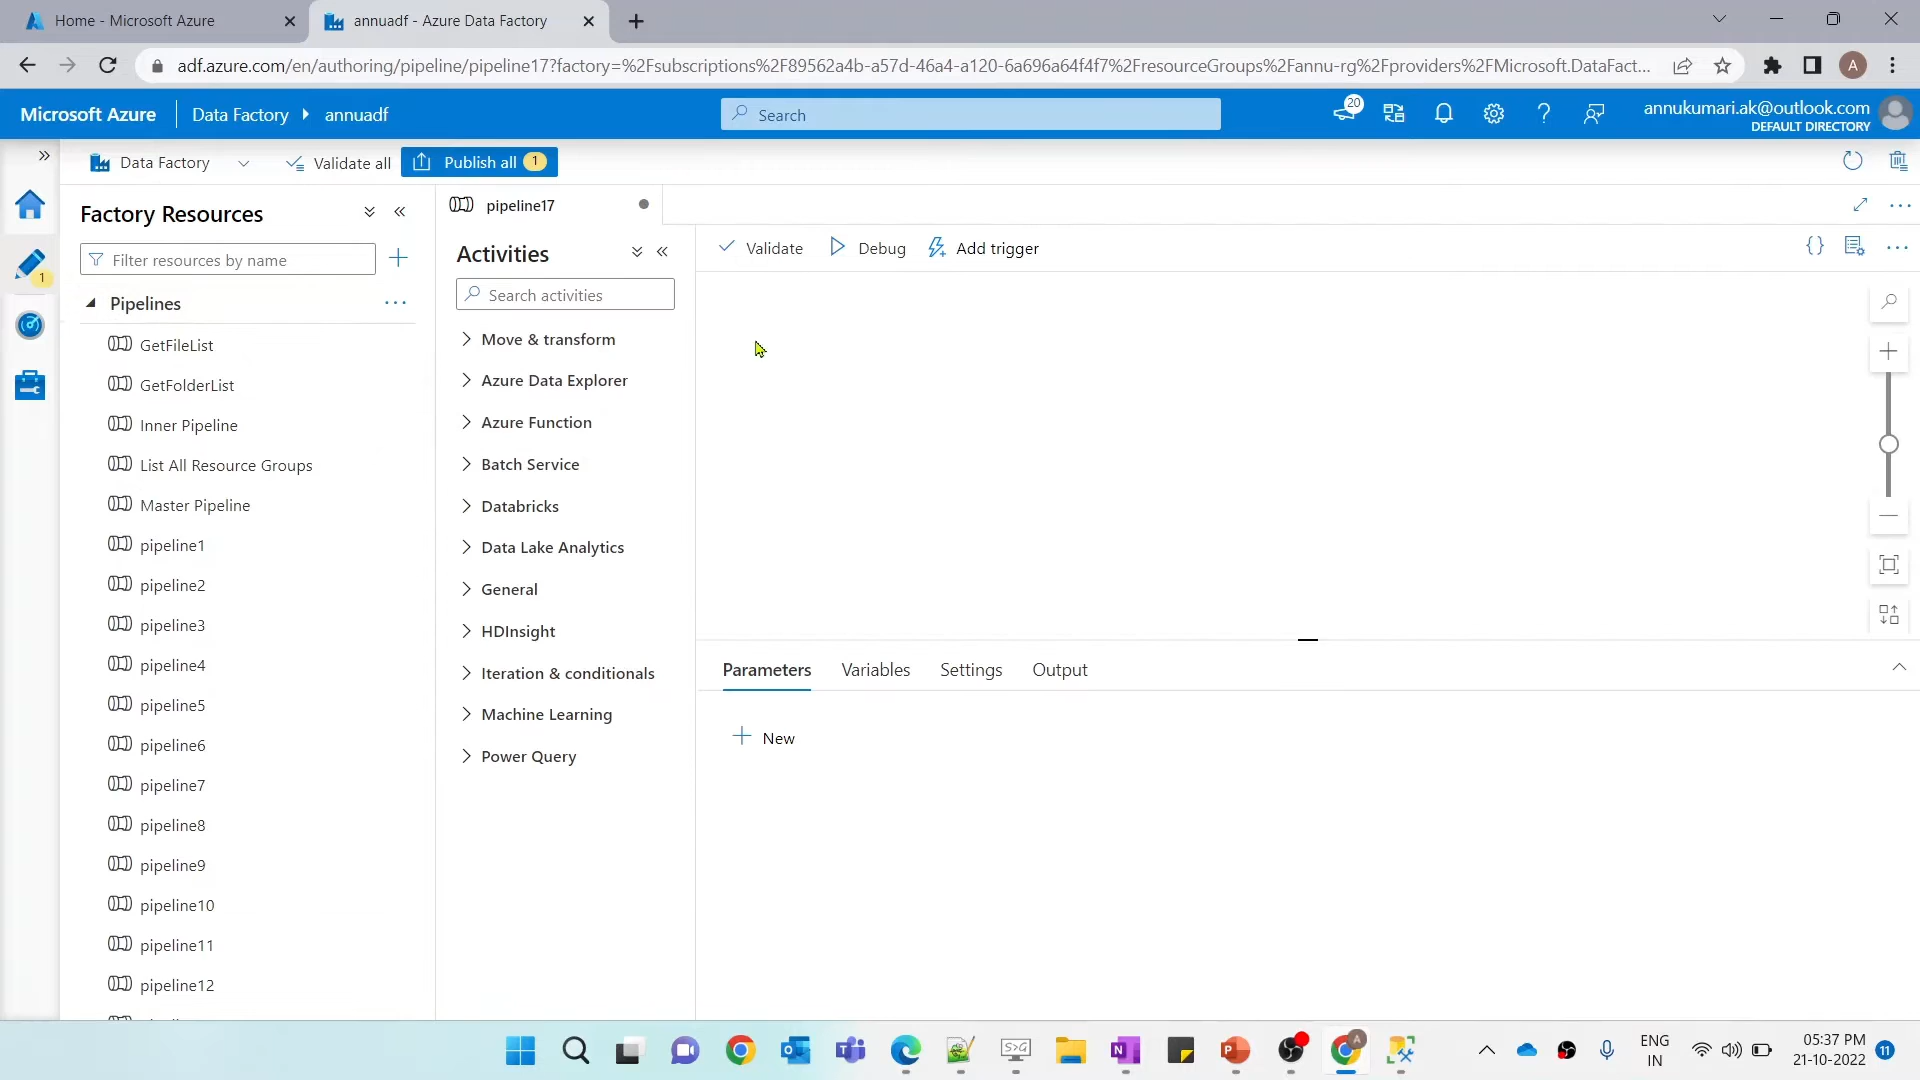 Home - Microsoft Azure
annuadf - Azure Data Factory
adf.azure.com/en/authoring/pipeline/pipeline17?factory=%2Fsubscriptions%2F89562a4b-a57d-46a4-a120-6a696a64f4f7%2FresourceGroups%2Fannu-rg%2Fproviders%2FMicrosoft.DataFact...
A
Microsoft Azure
Data Factory
annuadf
Search
20
annukumari.ak@outlook.com
DEFAULT DIRECTORY
Data Factory
Validate all
Publish all 1
Factory Resources
pipeline17
Activities
Validate
Debug
Add trigger
1
Filter resources by name
Search activities
Pipelines
GetFileList
GetFolderList
Inner Pipeline
List All Resource Groups
Master Pipeline
pipeline1
pipeline2
pipeline3
pipeline4
pipeline5
pipeline6
pipeline7
pipeline8
pipeline9
pipeline10
pipeline11
pipeline12
Move & transform
Azure Data Explorer
Azure Function
Batch Service
Databricks
Data Lake Analytics
General
HDInsight
Iteration & conditionals
Machine Learning
Power Query
Parameters
Variables
Settings
Output
New
ENG
IN
05:37 PM
21-10-2022
11